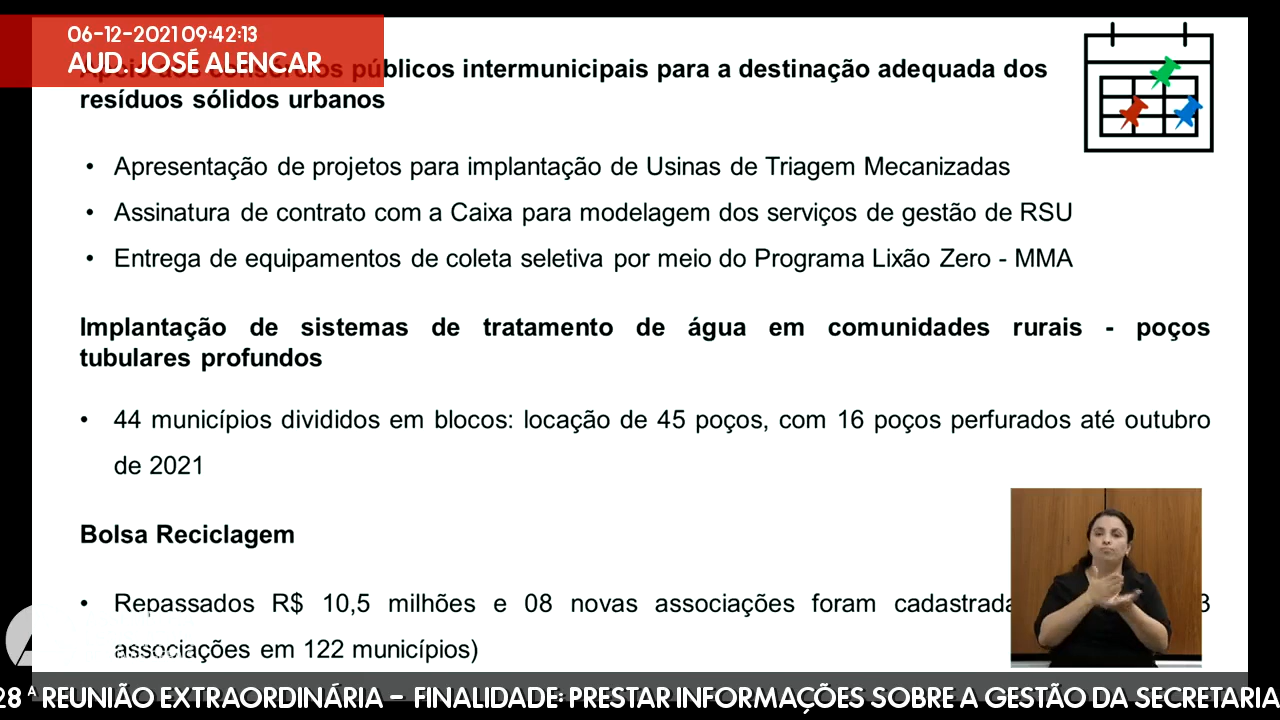 06-12-2021 09:42:13
AUD. JOSÉ ALENCAR
públicos intermunicipais para a destinação adequada dos
resíduos sólidos urbanos
• Apresentação de projetos para implantação de Usinas de Triagem Mecanizadas
• Assinatura de contrato com a Caixa para modelagem dos serviços de gestão de RSU
• Entrega de equipamentos de coleta seletiva por meio do Programa Lixão Zero - MMA
Implantação de sistemas de tratamento de água em comunidades rurais - poços
tubulares profundos
• 44 municípios divididos em blocos: locação de 45 poços, com 16 poços perfurados até outubro
de 2021
Bolsa Reciclagem
• Repassados R$ 10,5 milhões e 08 novas associações foram
associações em 122 municípios)
28ª REUNIÃO EXTRAORDINÁRIA - FINALIDADE: PRESTAR INFORMAÇÕES SOBRE A GESTÃO DA SECRETARIA